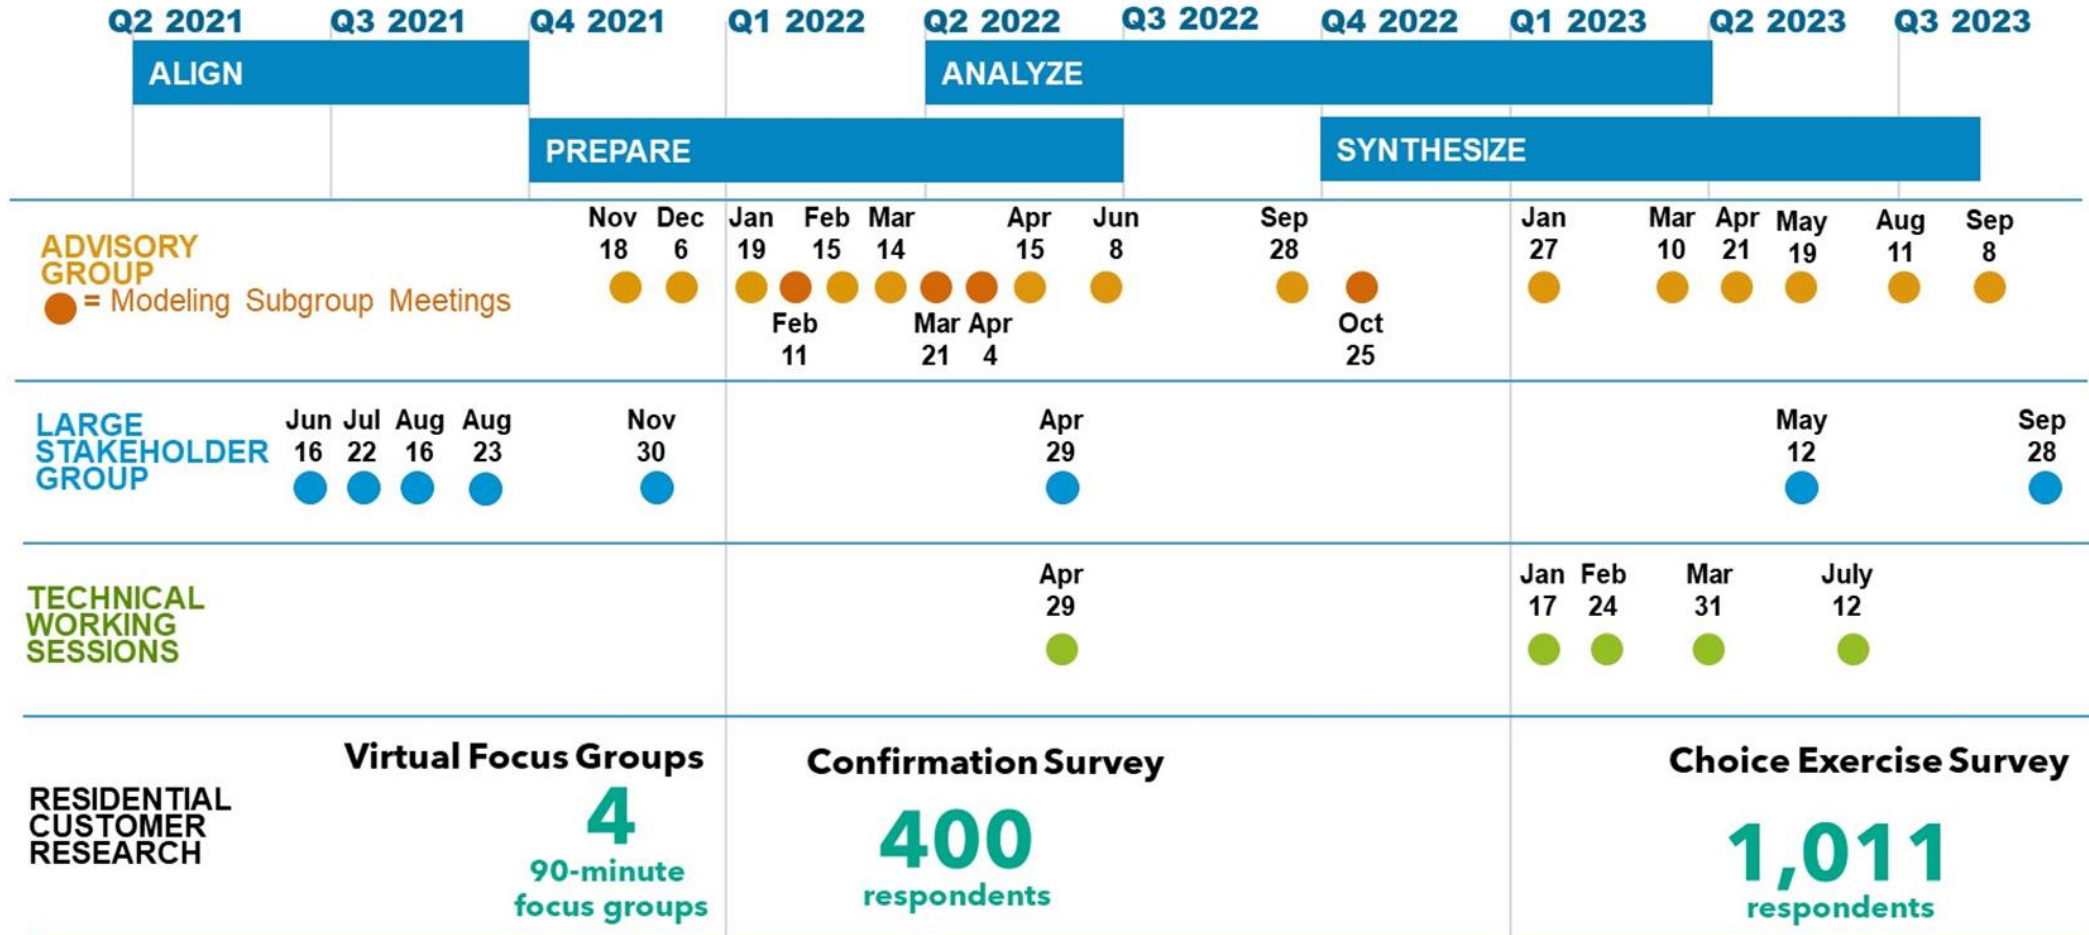 Q2 2021 Q3 2021 Q4 2021 Q1 2022 Q2 2022 Q3 2022 Q4 2022 Q1 2023 Q2 2023 Q3 2023
ALIGN ANALYZE
PREPARE SYNTHESIZE
ADVISORY
GROUP
= Modeling Subgroup Meetings
Nov Dec Jan Feb Mar Apr Jun Sep Jan Mar Apr May Aug Sep
18 6 19 15 14 15 8 28 27 10 21 19 11 8
Feb Mar Apr Oct
11 21 4 25
LARGE
STAKEHOLDER
GROUP
Jun Jul Aug Aug Nov Apr May Sep
16 22 16 23 30 29 12 28
TECHNICAL
WORKING
SESSIONS
Apr Jan Feb Mar July
29 17 24 31 12
RESIDENTIAL
CUSTOMER
RESEARCH
Virtual Focus Groups
4
90-minute
focus groups
Confirmation Survey
400
respondents
Choice Exercise Survey
1,011
respondents